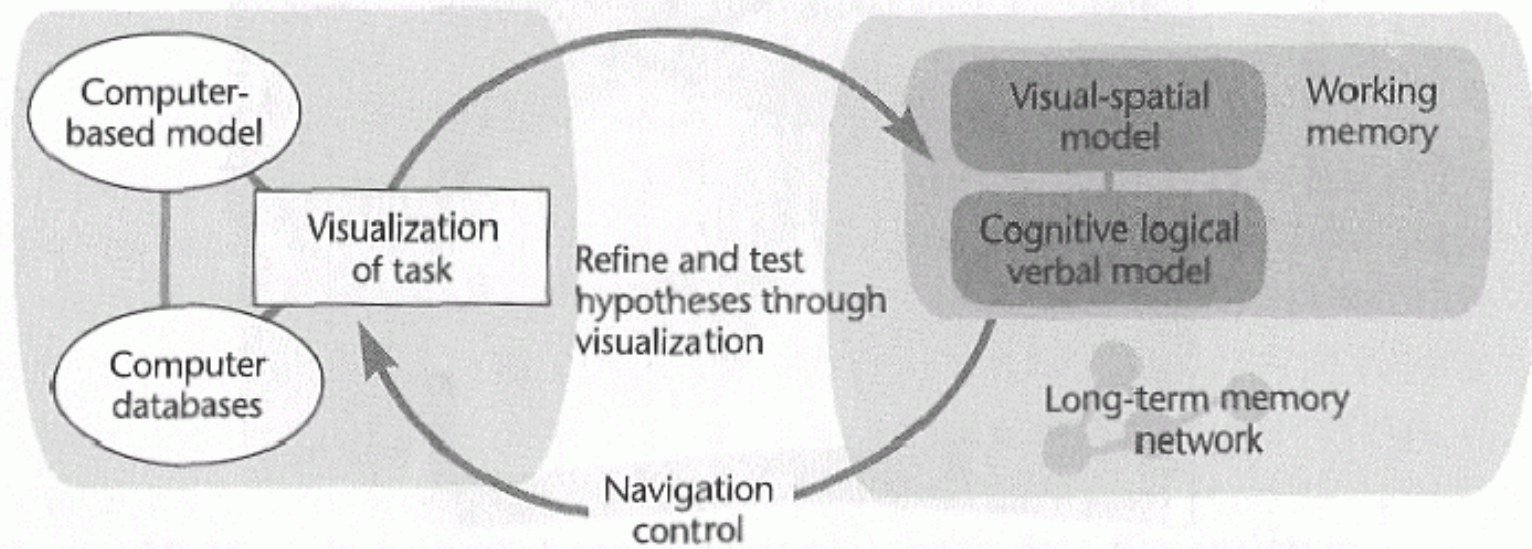 Computer-
based model
Visualization
of task
Computer
databases
Refine and test
hypotheses through
visualization
Navigation
control
Visual-spatial
model
Working
memory
Cognitive logical
verbal model
Long-term memory
network